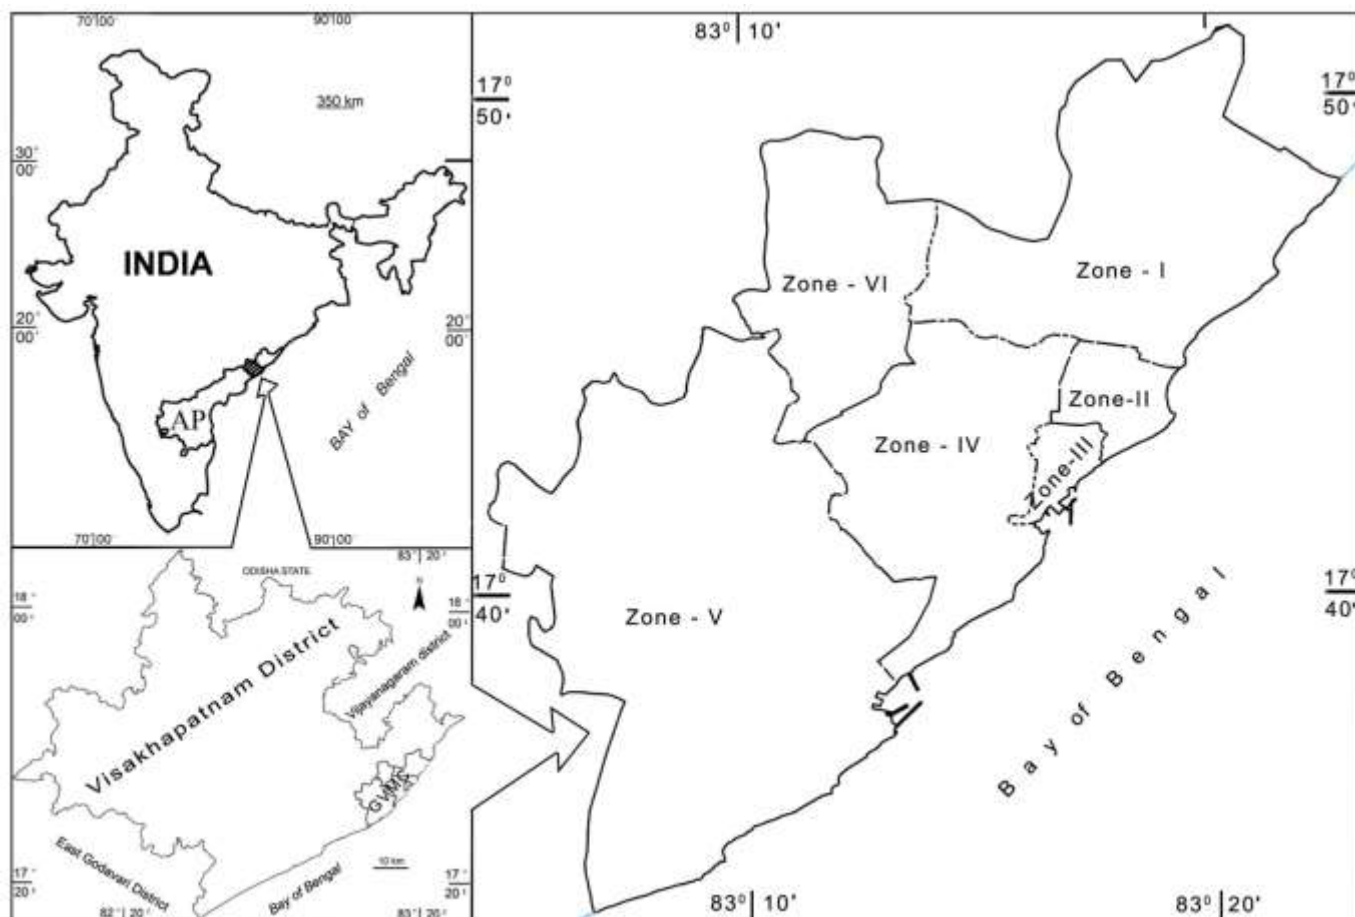 70°00'
90°00'
350 km
30°
00'
20°
00'
20°
00'
INDIA
AP
BAY of Bengal
70°00'
90°00'
83° 20'
ODISHA STATE
N
18°
00'
18°
00'
Visakhapatnam District
Vijayanagaram district
GVMC
East Godavari District
Bay of Bengal
10 km
17°
20'
17°
20'
82° 20'
83° 20'
83° 10'
17°
50'
17°
50'
Zone - I
Zone - VI
Zone-II
Zone - IV
Zone-III
Zone - V
17°
40'
17°
40'
Bay of Bengal
83° 10'
83° 20'